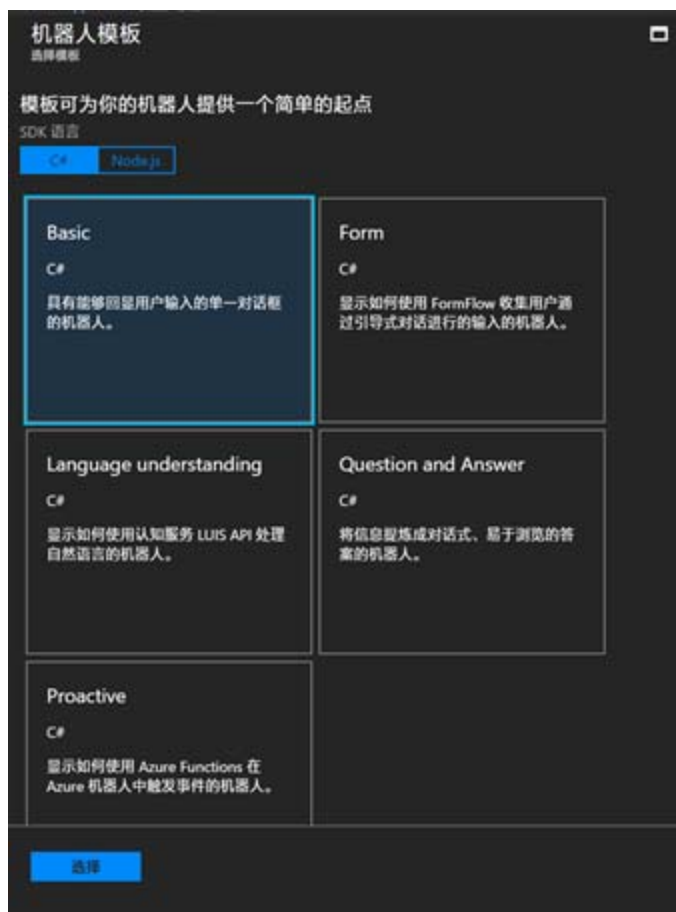 机器人模板
选择模板
模板可为你的机器人提供一个简单的起点
SDK 语言
C#
Node.js
Basic
C#
具有能够回显用户输入的单一对话框
的机器人。
Form
C#
显示如何使用 FormFlow 收集用户通
过引导式对话进行的输入的机器人。
Language understanding
C#
显示如何使用认知服务 LUIS API 处理
自然语言的机器人。
Question and Answer
C#
将信息提炼成对话式、易于浏览的答
案的机器人。
Proactive
C#
显示如何使用 Azure Functions 在
Azure 机器人中触发事件的机器人。
选择